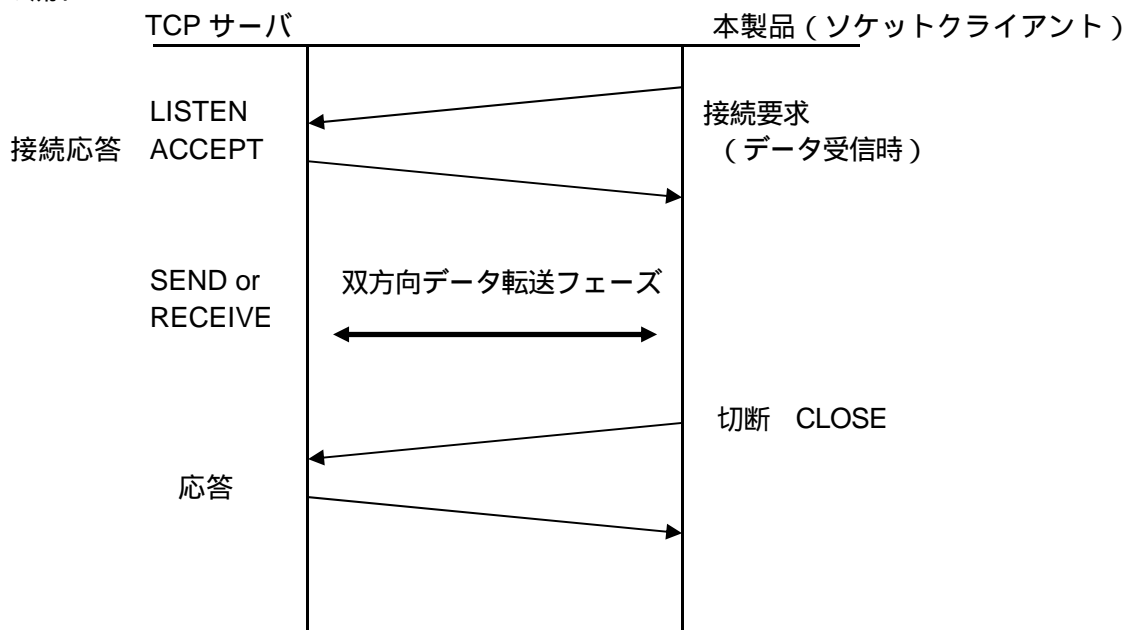 TCP サーバ 本製品(ソケットクライアント)
LISTEN 接続要求
接続応答 ACCEPT (データ受信時)
SEND or 双方向データ転送フェーズ
RECEIVE
切断 CLOSE
応答